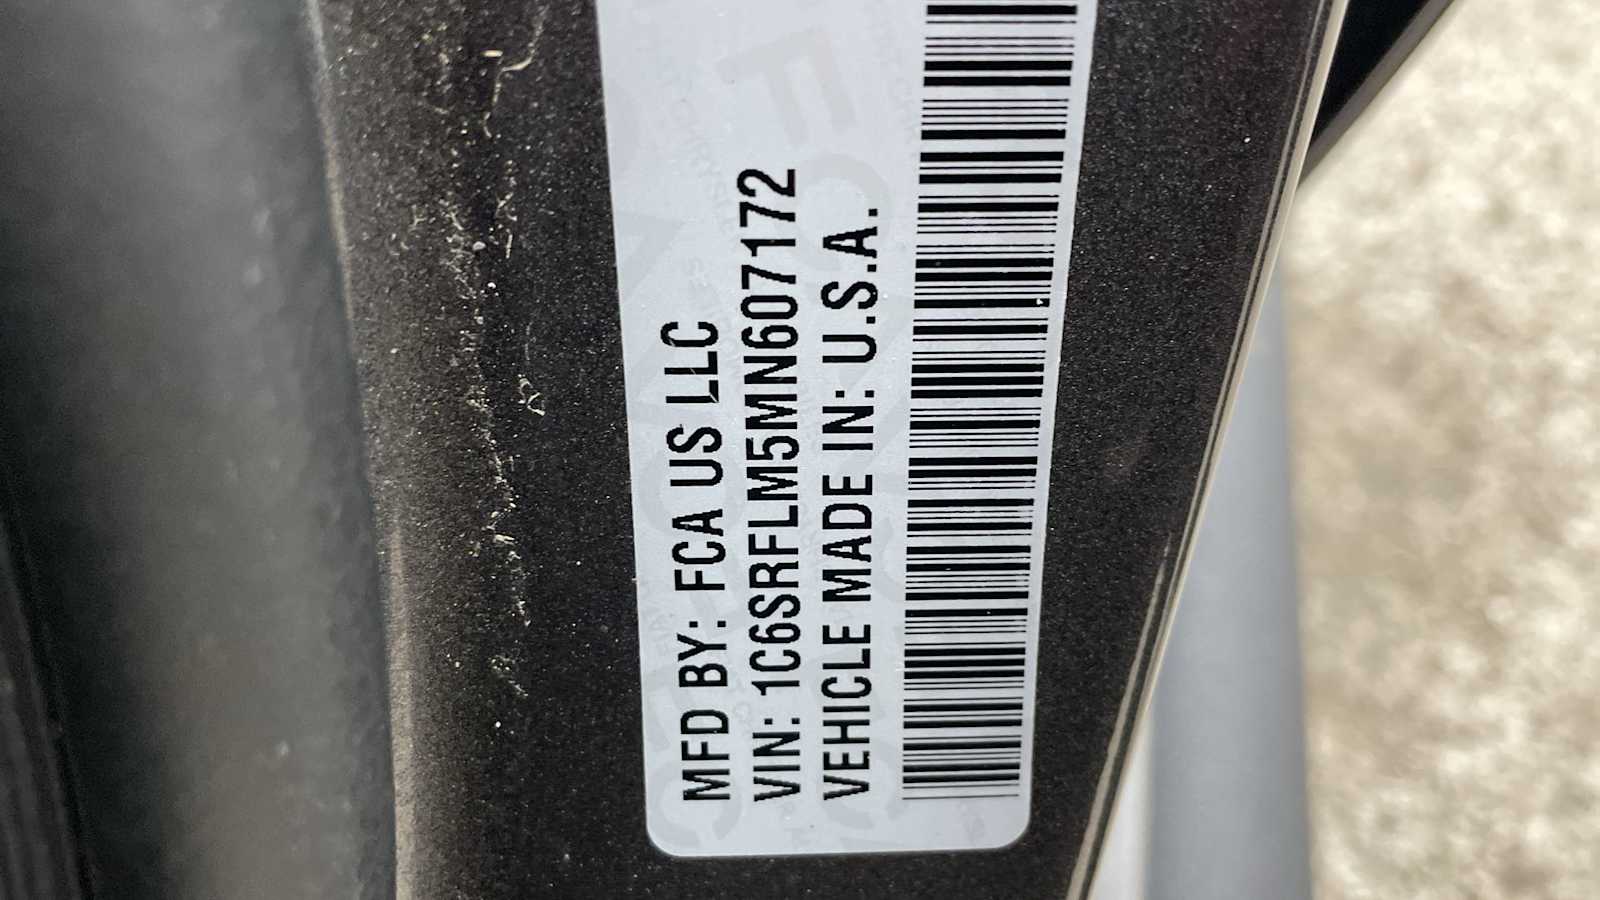 MFD BY: FCA US LLC
VIN: 1C6SRFLM5MN607172
VEHICLE MADE IN: U.S.A.